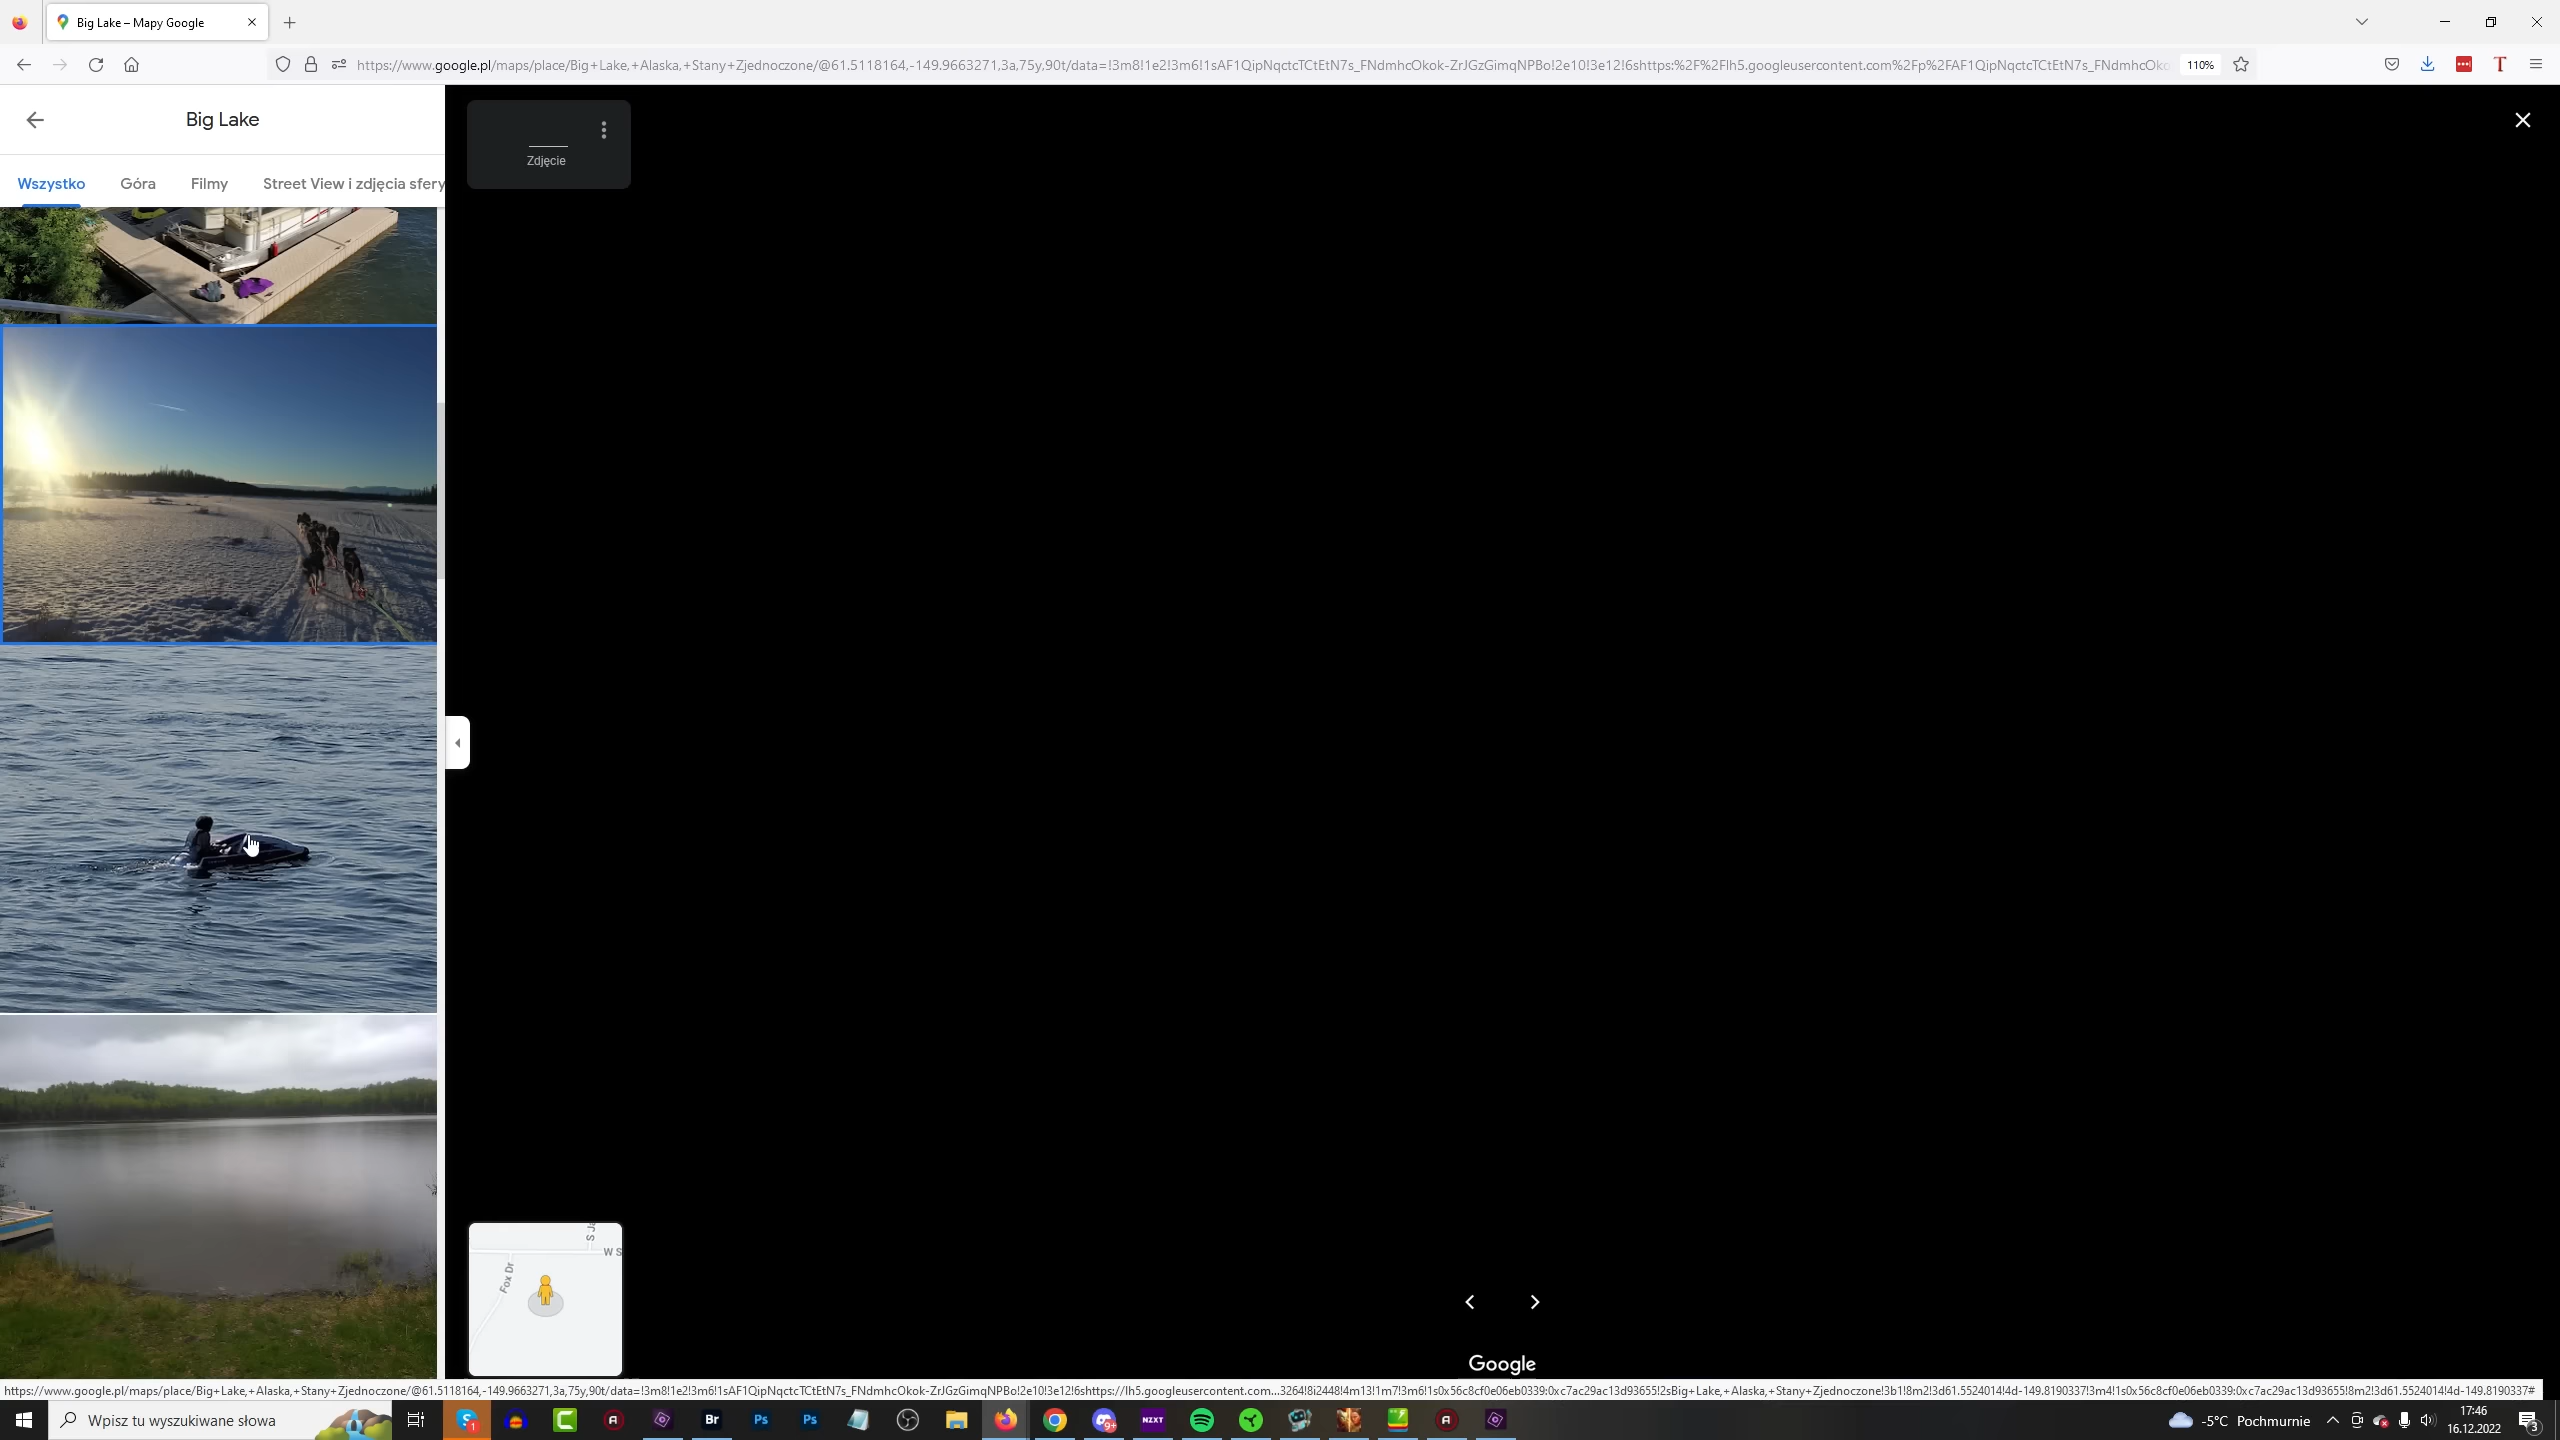 Big Lake – Mapy Google
https://www.google.pl/maps/place/Big+Lake,+Alaska,+Stany+Zjednoczone/@61.5118164,-149.9663271,3a,75y,90t/data=!3m8!1e2!3m6!1sAF1QipNqctcTCtEtN7s_FNdmhcOkok-ZrJGzGimqNPBo!2e10!3e12!6shttps:%2F%2Flh5.googleusercontent.com%2Fp%2FAF1QipNqctcTCtEtN7s_FNdmhcOko
110%
T
Big Lake
Zdjęcie
Wszystko Góra Filmy Street View i zdjęcia sfery
S Ja
W S
Fox Dr
Google
https://www.google.pl/maps/place/Big+Lake,+Alaska,+Stany+Zjednoczone/@61.5118164,-149.9663271,3a,75y,90t/data=!3m8!1e2!3m6!1sAF1QipNqctcTCtEtN7s_FNdmhcOkok-ZrJGzGimqNPBo!2e10!3e12!6shttps://lh5.googleusercontent.com...3264!8i2448!4m13!1m7!3m6!1s0x56c8cf0e06eb0339:0xc7ac29ac13d93655!2sBig+Lake,+Alaska,+Stany+Zjednoczone!3b1!8m2!3d61.5524014!4d-149.8190337!3m4!1s0x56c8cf0e06eb0339:0xc7ac29ac13d93655!8m2!3d61.5524014!4d-149.8190337#
Wpisz tu wyszukiwane słowa
1
Br
Ps
Ps
9+
NZXT
-5°C Pochmurnie
17:46
16.12.2022
3